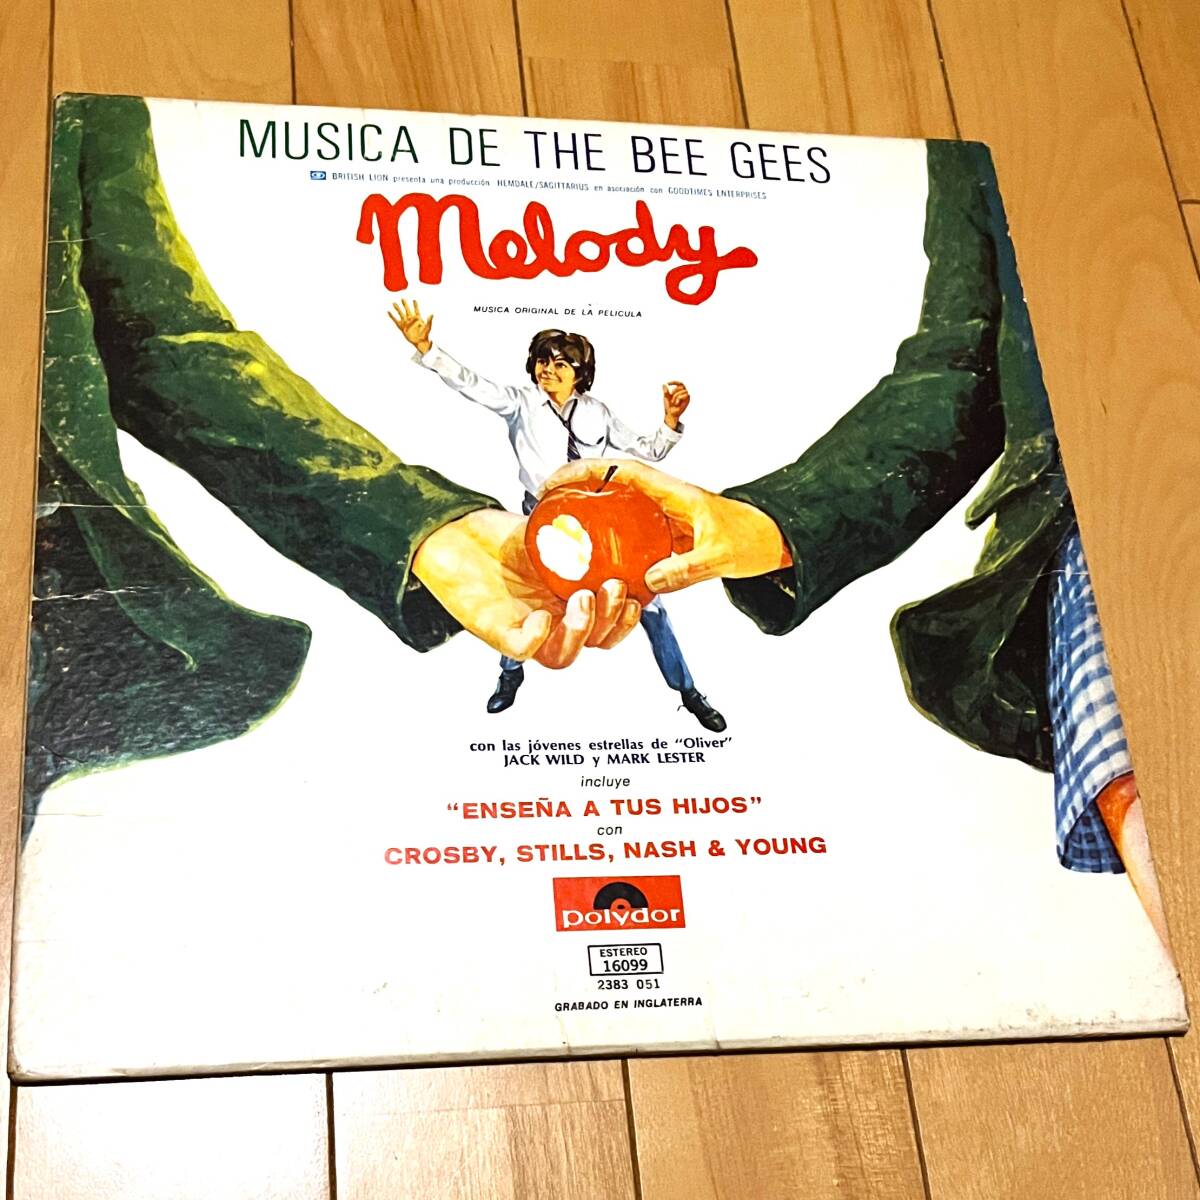 MUSICA DE THE BEE GEES
BRITISH LION presenta una producción HEMDALE/SAGITTARIUS en asociación con GOODTIMES ENTERPRISES
melody
MUSICA ORIGINAL DE LA PELICULA
con las jóvenes estrellas de “Oliver”
JACK WILD y MARK LESTER
incluye
“ENSEÑA A TUS HIJOS”
con
CROSBY, STILLS, NASH & YOUNG
polydor
ESTEREO
16099
2383 051
GRABADO EN INGLATERRA